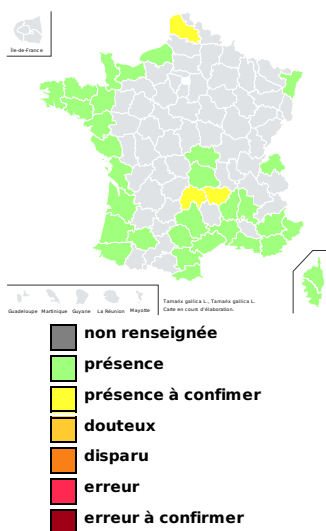 Ile-de-France
Guadeloupe Martinique Guyane La Réunion Mayotte
Tamarix gallica L., Tamarix gallica L.
Carte en cours d'élaboration.
non renseignée
présence
présence à confimer
douteux
disparu
erreur
erreur à confirmer